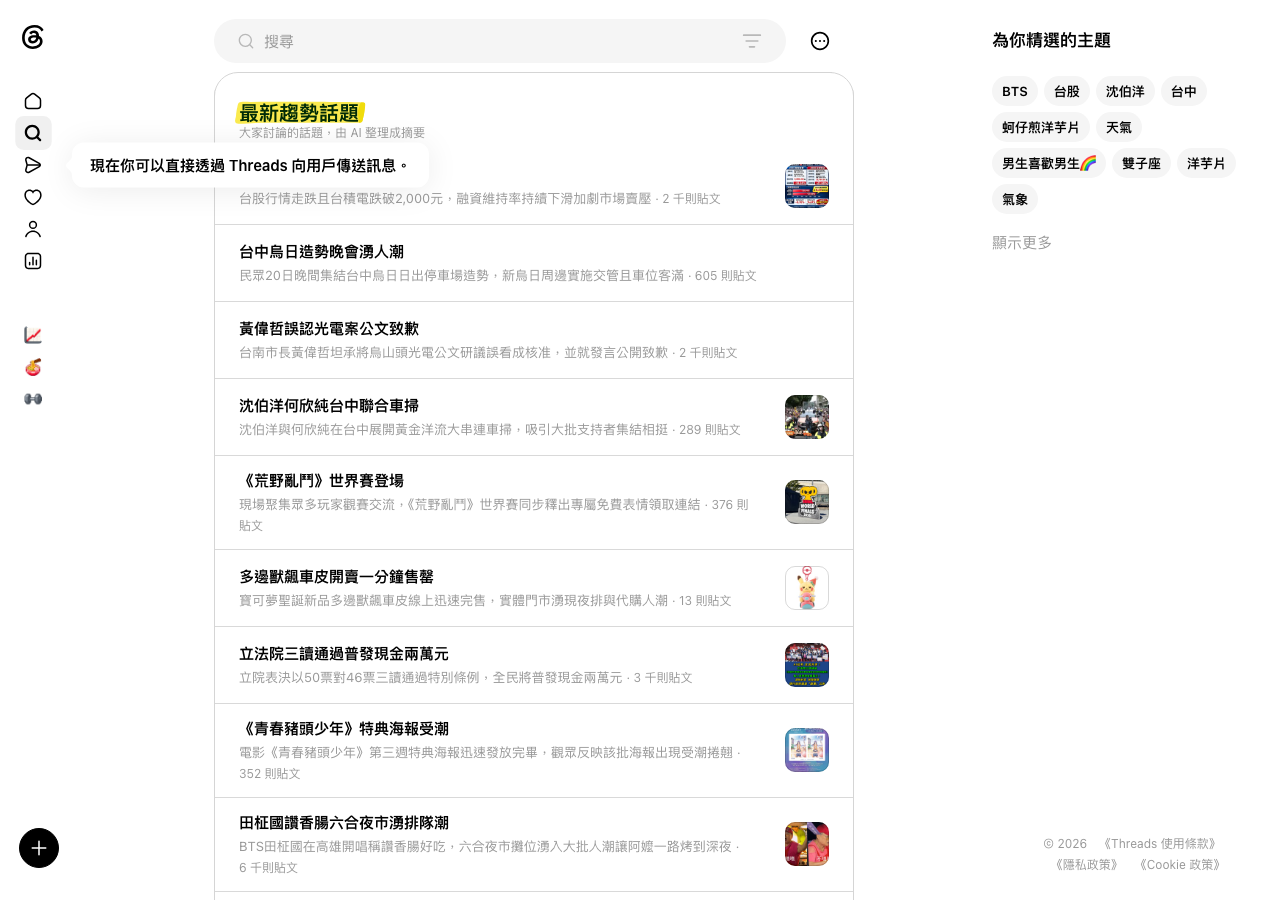 搜尋
最新趨勢話題
大家討論的話題，由 AI 整理成摘要
現在你可以直接透過 Threads 向用戶傳送訊息。
台股行情走跌且台積電跌破2,000元，融資維持率持續下滑加劇市場賣壓 · 2 千則貼文
台中烏日造勢晚會湧人潮
民眾20日晚間集結台中烏日日出停車場造勢，新烏日周邊實施交管且車位客滿 · 605 則貼文
黃偉哲誤認光電案公文致歉
台南市長黃偉哲坦承將烏山頭光電公文研議誤看成核准，並就發言公開致歉 · 2 千則貼文
沈伯洋何欣純台中聯合車掃
沈伯洋與何欣純在台中展開黃金洋流大串連車掃，吸引大批支持者集結相挺 · 289 則貼文
《荒野亂鬥》世界賽登場
現場聚集眾多玩家觀賽交流，《荒野亂鬥》世界賽同步釋出專屬免費表情領取連結 · 376 則
貼文
多邊獸飆車皮開賣一分鐘售罄
寶可夢聖誕新品多邊獸飆車皮線上迅速完售，實體門市湧現夜排與代購人潮 · 13 則貼文
立法院三讀通過普發現金兩萬元
立院表決以50票對46票三讀通過特別條例，全民將普發現金兩萬元 · 3 千則貼文
《青春豬頭少年》特典海報受潮
電影《青春豬頭少年》第三週特典海報迅速發放完畢，觀眾反映該批海報出現受潮捲翹 ·
352 則貼文
田柾國讚香腸六合夜市湧排隊潮
BTS田柾國在高雄開唱稱讚香腸好吃，六合夜市攤位湧入大批人潮讓阿嬤一路烤到深夜 ·
6 千則貼文
為你精選的主題
BTS
台股
沈伯洋
台中
蚵仔煎洋芋片
天氣
男生喜歡男生🌈
雙子座
洋芋片
氣象
顯示更多
© 2026 《Threads 使用條款》
《隱私政策》 《Cookie 政策》